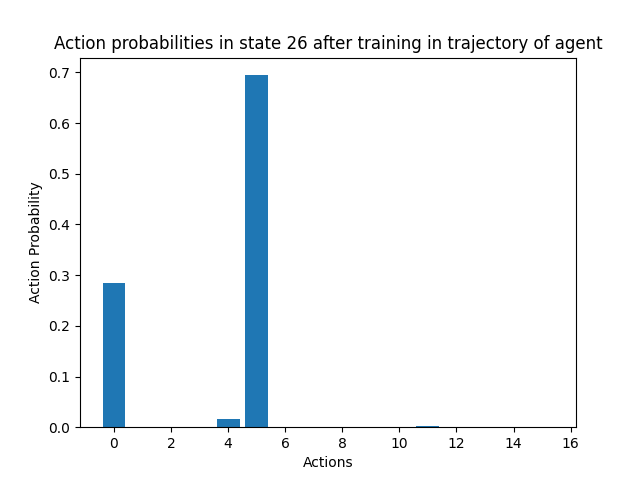 Action probabilities in state 26 after training in trajectory of agent
0.7
0.6
0.5
0.4
0.3
0.2
0.1
0.0
Action Probability
0 2 4 6 8 10 12 14 16
Actions